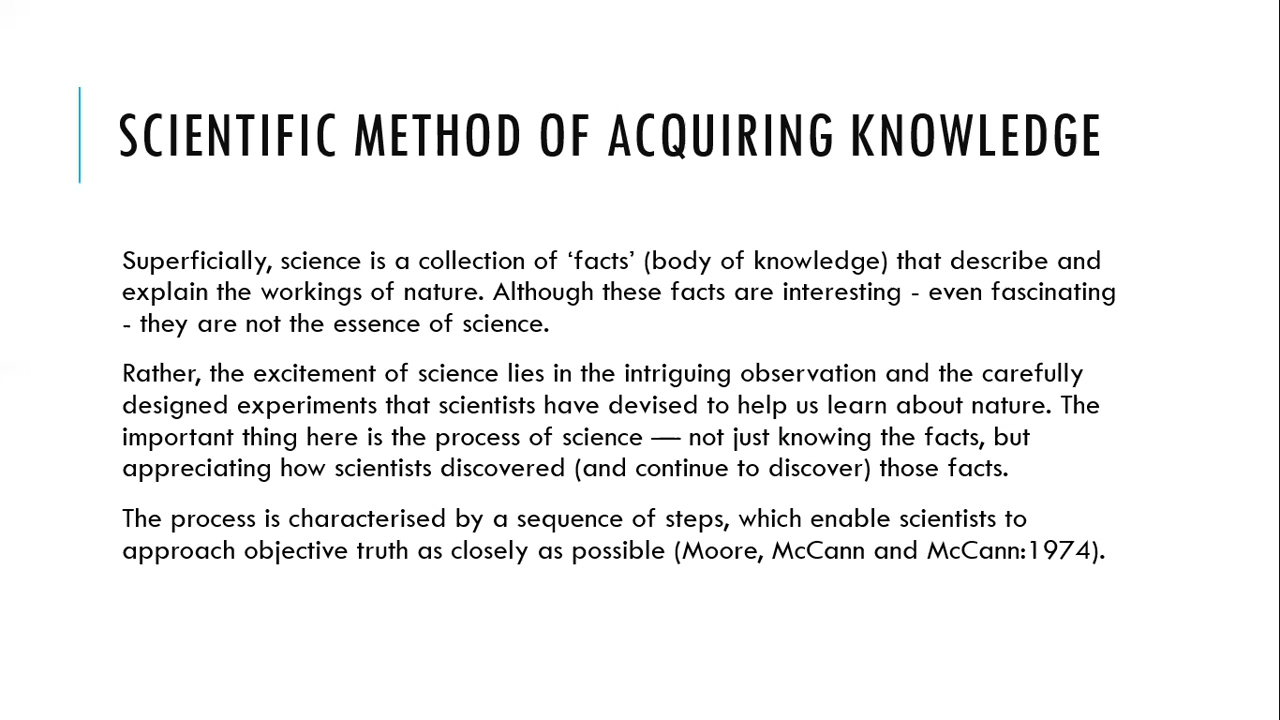 SCIENTIFIC METHOD OF ACQUIRING KNOWLEDGE
Superficially, science is a collection of ‘facts’ (body of knowledge) that describe and
explain the workings of nature. Although these facts are interesting - even fascinating
- they are not the essence of science.
Rather, the excitement of science lies in the intriguing observation and the carefully
designed experiments that scientists have devised to help us learn about nature. The
important thing here is the process of science — not just knowing the facts, but
appreciating how scientists discovered (and continue to discover) those facts.
The process is characterised by a sequence of steps, which enable scientists to
approach objective truth as closely as possible (Moore, McCann and McCann:1974).